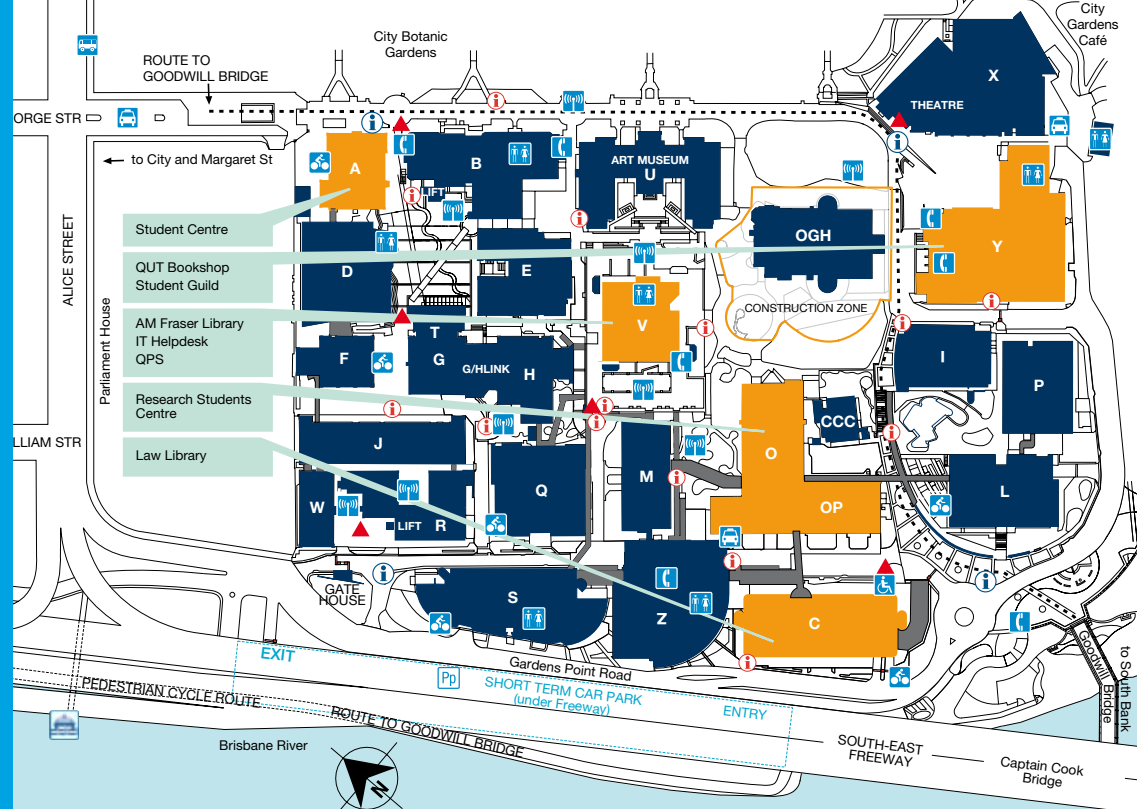 City Botanic
Gardens
City
Gardens
Café
ROUTE TO
GOODWILL BRIDGE
X
THEATRE
ORGE STR
to City and Margaret St
A
B
LIFT
ART MUSEUM
U
Student Centre
OGH
Y
QUT Bookshop
Student Guild
D
E
ALICE STREET
Parliament House
CONSTRUCTION ZONE
AM Fraser Library
IT Helpdesk
QPS
V
T
F
G
G/HLINK
H
I
P
Research Students
Centre
CCC
LLIAM STR
J
Law Library
O
M
Q
L
W
LIFT
R
OP
GATE
HOUSE
S
Z
C
EXIT
Gardens Point Road
Pp
SHORT TERM CAR PARK
(under Freeway)
ENTRY
Goodwill
Bridge
to South Bank
PEDESTRIAN CYCLE ROUTE
ROUTE TO GOODWILL BRIDGE
Brisbane River
SOUTH-EAST
FREEWAY
Captain Cook
Bridge
N